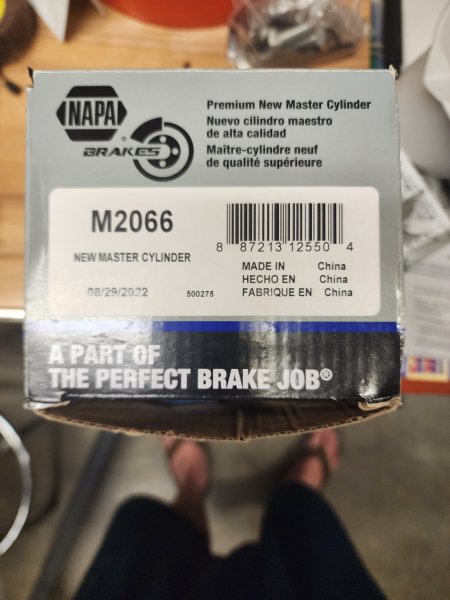 NAPA
BRAKES
Premium New Master Cylinder
Nuevo cilindro maestro
de alta calidad
Maître-cylindre neuf
de qualité supérieure
M2066
NEW MASTER CYLINDER
08/29/2022
500275
8 87213 12550 4
MADE IN China
HECHO EN China
FABRIQUE EN China
A PART OF
THE PERFECT BRAKE JOB®